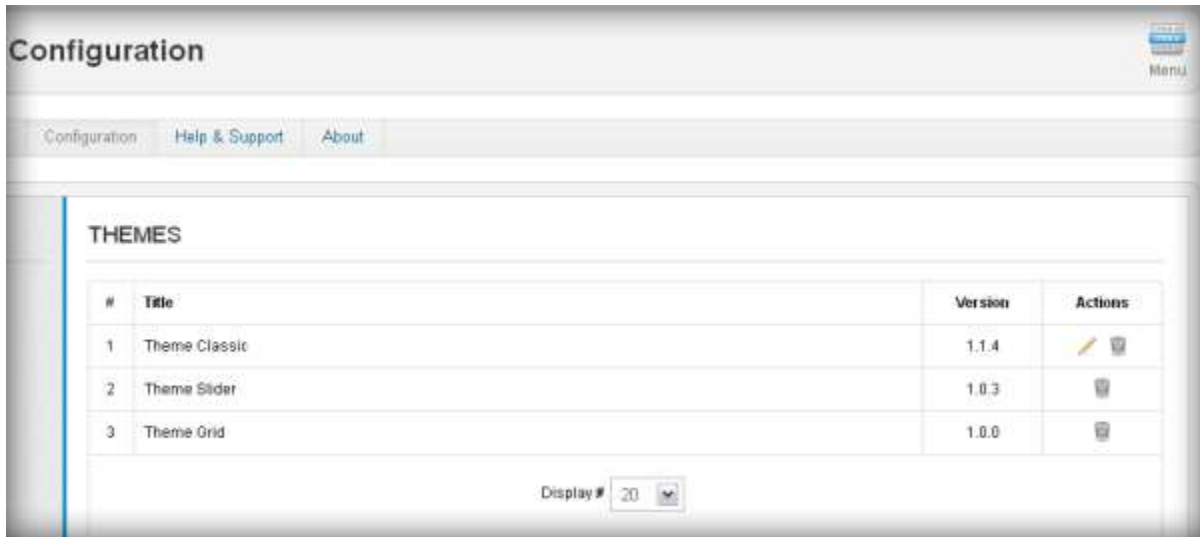 Configuration
Menu
Configuration Help & Support About
THEMES
# Title Version Actions
1 Theme Classic 1.1.4
2 Theme Slider 1.0.3
3 Theme Grid 1.0.0
Display # 20